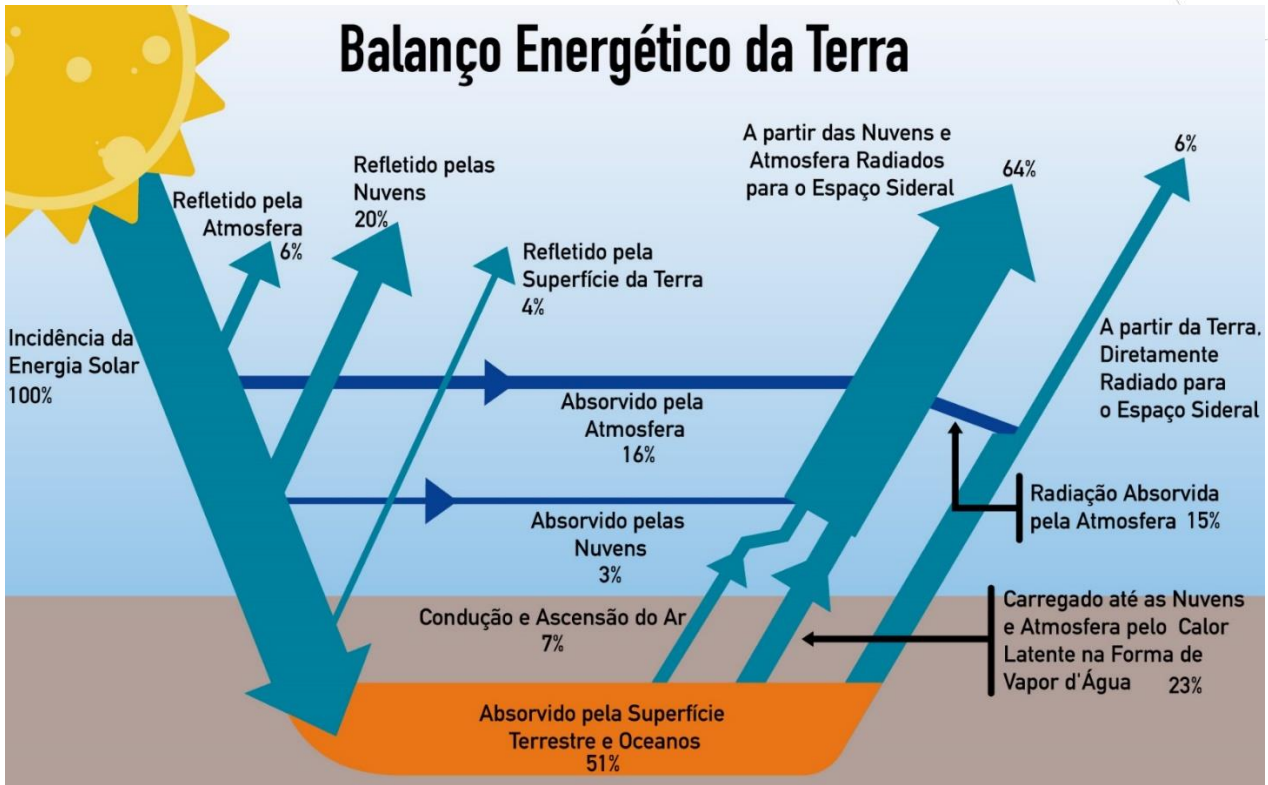 Balanço Energético da Terra
Refletido pela
Atmosfera
6%
Refletido pelas
Nuvens
20%
Refletido pela
Superfície da Terra
4%
A partir das Nuvens e
Atmosfera Radiados
para o Espaço Sideral
64%
6%
Incidência da
Energia Solar
100%
A partir da Terra,
Diretamente
Radiado para
o Espaço Sideral
Absorvido pela
Atmosfera
16%
Radiação Absorvida
pela Atmosfera 15%
Absorvido pelas
Nuvens
3%
Condução e Ascensão do Ar
7%
Carregado até as Nuvens
e Atmosfera pelo Calor
Latente na Forma de
Vapor d'Água 23%
Absorvido pela Superfície
Terrestre e Oceanos
51%